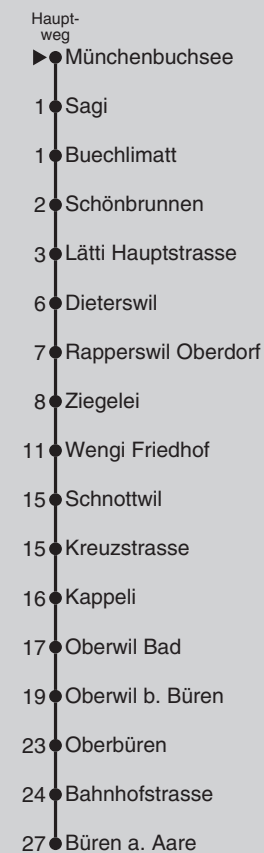 Haupt-
weg
Münchenbuchsee
1 Sagi
1 Buechlimatt
2 Schönbrunnen
3 Lätti Hauptstrasse
6 Dieterswil
7 Rapperswil Oberdorf
8 Ziegelei
11 Wengi Friedhof
15 Schnottwil
15 Kreuzstrasse
16 Kappeli
17 Oberwil Bad
19 Oberwil b. Büren
23 Oberbüren
24 Bahnhofstrasse
27 Büren a. Aare